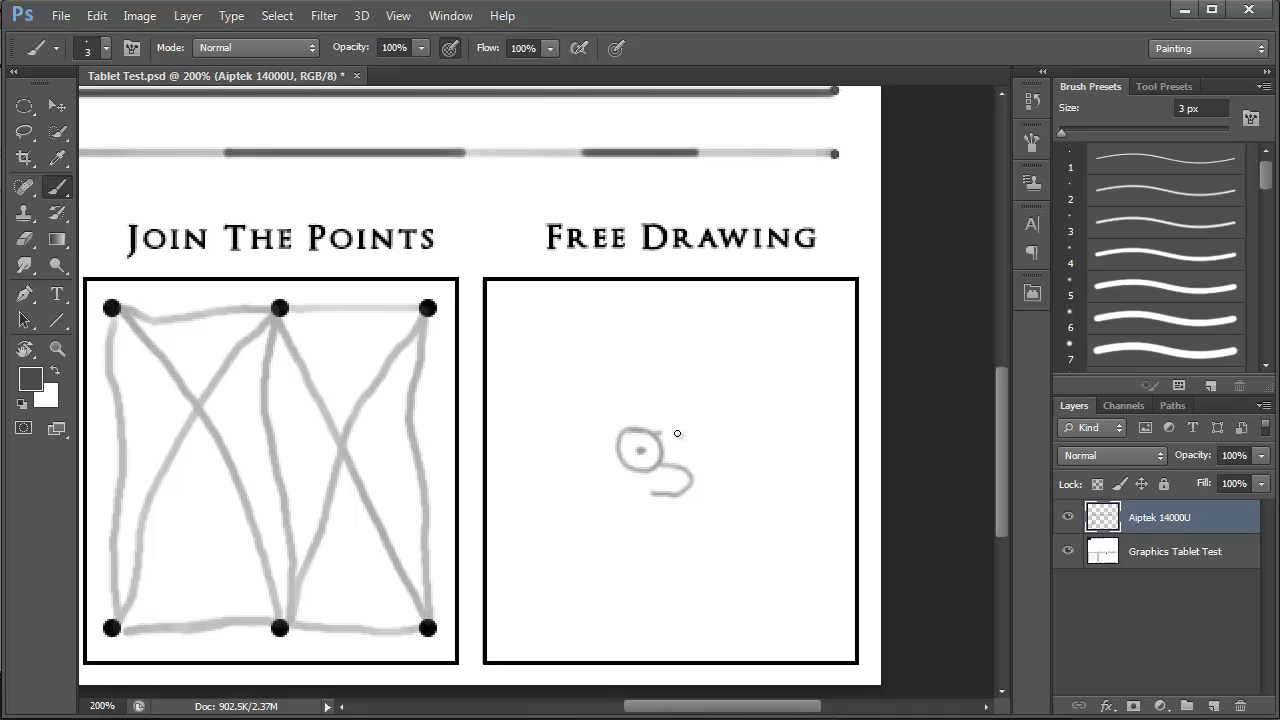 Ps File Edit Image Layer Type Select Filter 3D View Window Help
3 Mode: Normal Opacity: 100% Flow: 100% Painting
Tablet Test.psd @ 200% (Aiptek 14000U, RGB/8) * ×
Brush Presets Tool Presets
Size: 3 px
1
2
3
4
5
6
7
Join The Points Free Drawing
Layers Channels Paths
Kind
Normal Opacity: 100%
Lock: Fill: 100%
Aiptek 14000U
Graphics Tablet Test
200% Doc: 902.5K/2.37M